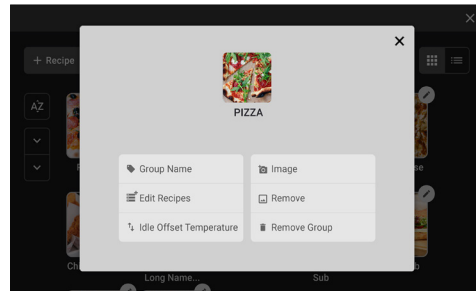 + Recipe
AZ
PIZZA
Group Name
Image
Edit Recipes
Remove
Idle Offset Temperature
Remove Group
Long Name...
Sub